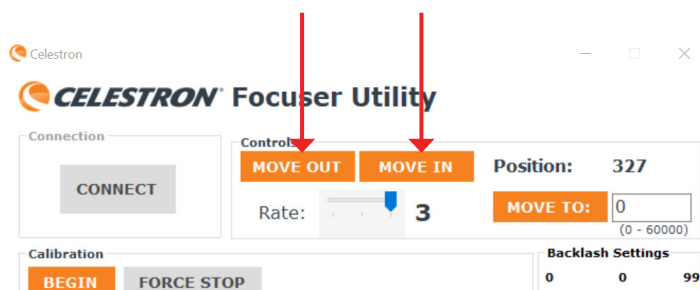 Celestron
CELESTRON Focuser Utility
Connection
CONNECT
Controls
MOVE OUT MOVE IN Position: 327
Rate: 3 MOVE TO: 0
(0 - 60000)
Calibration
BEGIN FORCE STOP
Backlash Settings
0 0 99